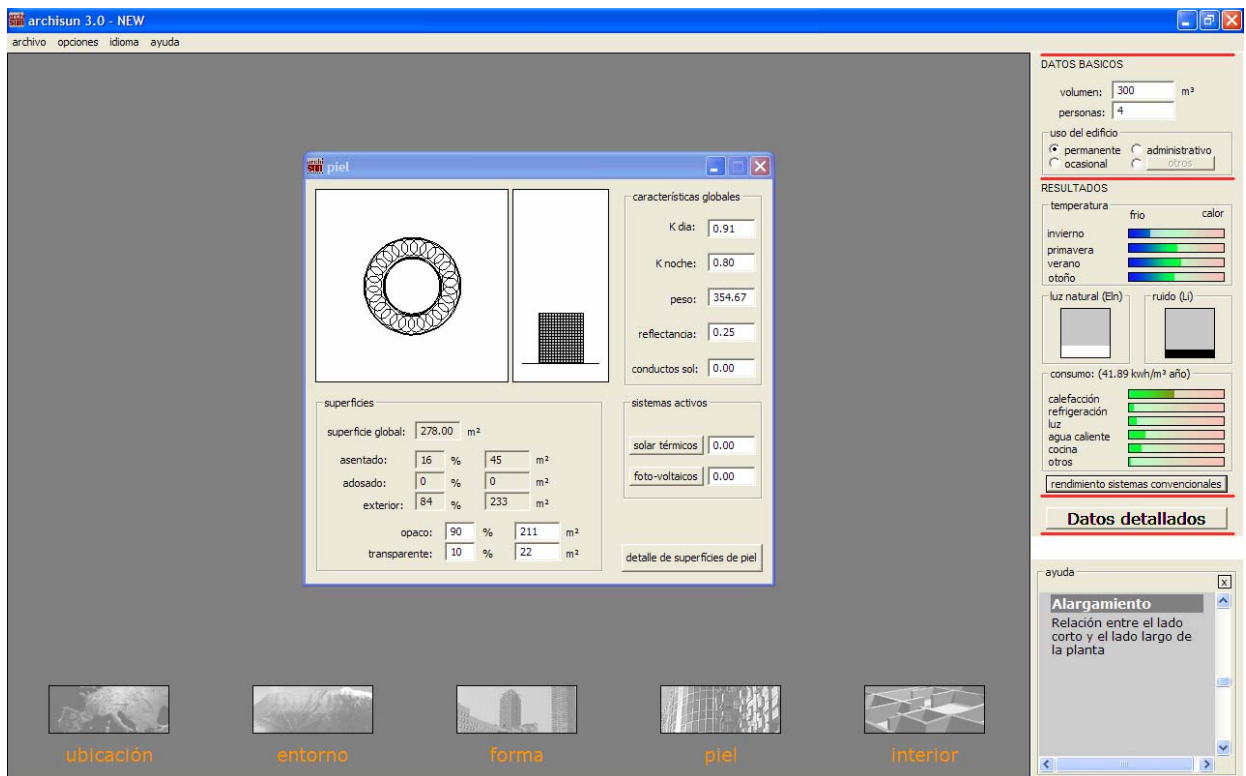 archisun 3.0 - NEW
archivo opciones idioma ayuda
archi sun piel
características globales
K dia: 0.91
K noche: 0.80
peso: 354.67
reflectancia: 0.25
conductos sol: 0.00
superficies
superficie global: 278.00 m²
asentado: 16 % 45 m²
adosado: 0 % 0 m²
exterior: 84 % 233 m²
opaco: 90 % 211 m²
transparente: 10 % 22 m²
sistemas activos
solar térmicos 0.00
foto-voltaicos 0.00
detalle de superfícies de piel
ubicación entorno forma piel interior
DATOS BASICOS
volumen: 300 m³
personas: 4
uso del edificio
permanente administrativo
ocasional otros
RESULTADOS
temperatura
frio calor
invierno
primavera
verano
otoño
luz natural (Eln) ruido (Li)
consumo: (41.89 kwh/m³ año)
calefacción
refrigeración
luz
agua caliente
cocina
otros
rendimiento sistemas convencionales
Datos detallados
ayuda x
Alargamiento
Relación entre el lado
corto y el lado largo de
la planta